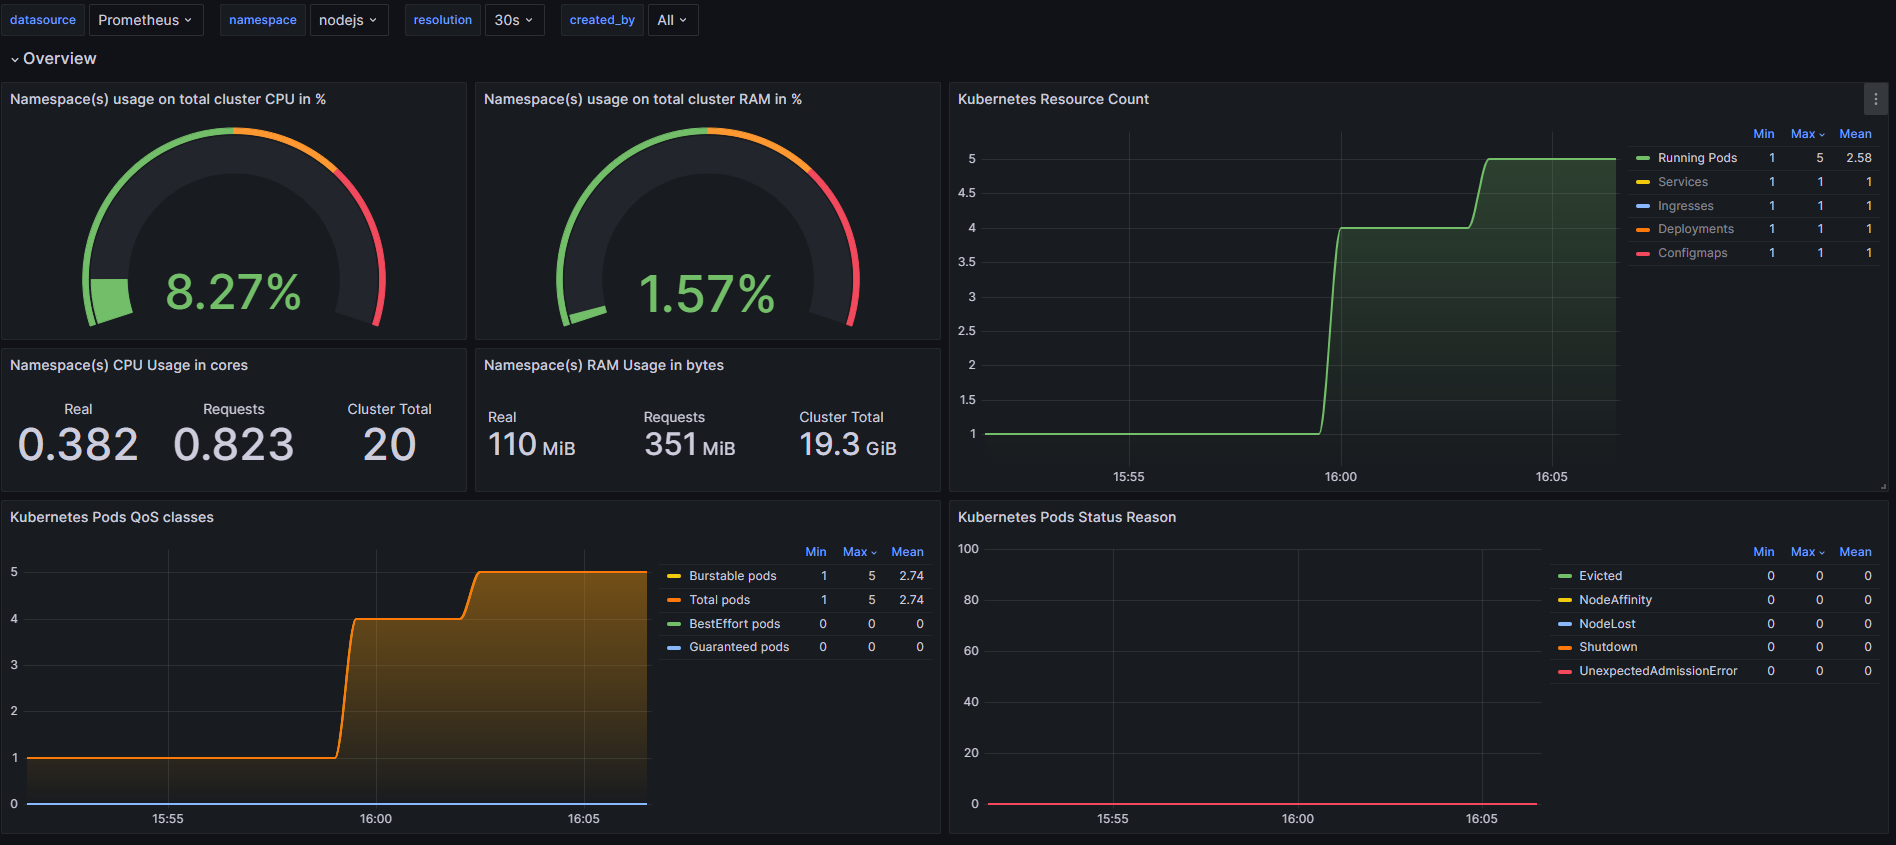 datasource Prometheus namespace nodejs resolution 30s created_by All
Overview
Namespace(s) usage on total cluster CPU in %
8.27%
Namespace(s) usage on total cluster RAM in %
1.57%
Kubernetes Resource Count
5
4.5
4
3.5
3
2.5
2
1.5
1
15:55 16:00 16:05
Min Max Mean
Running Pods 1 5 2.58
Services 1 1 1
Ingresses 1 1 1
Deployments 1 1 1
Configmaps 1 1 1
Namespace(s) CPU Usage in cores
Real Requests Cluster Total
0.382 0.823 20
Namespace(s) RAM Usage in bytes
Real Requests Cluster Total
110 MiB 351 MiB 19.3 GiB
Kubernetes Pods QoS classes
5
4
3
2
1
0
15:55 16:00 16:05
Min Max Mean
Burstable pods 1 5 2.74
Total pods 1 5 2.74
BestEffort pods 0 0 0
Guaranteed pods 0 0 0
Kubernetes Pods Status Reason
100
80
60
40
20
0
15:55 16:00 16:05
Min Max Mean
Evicted 0 0 0
NodeAffinity 0 0 0
NodeLost 0 0 0
Shutdown 0 0 0
UnexpectedAdmissionError 0 0 0